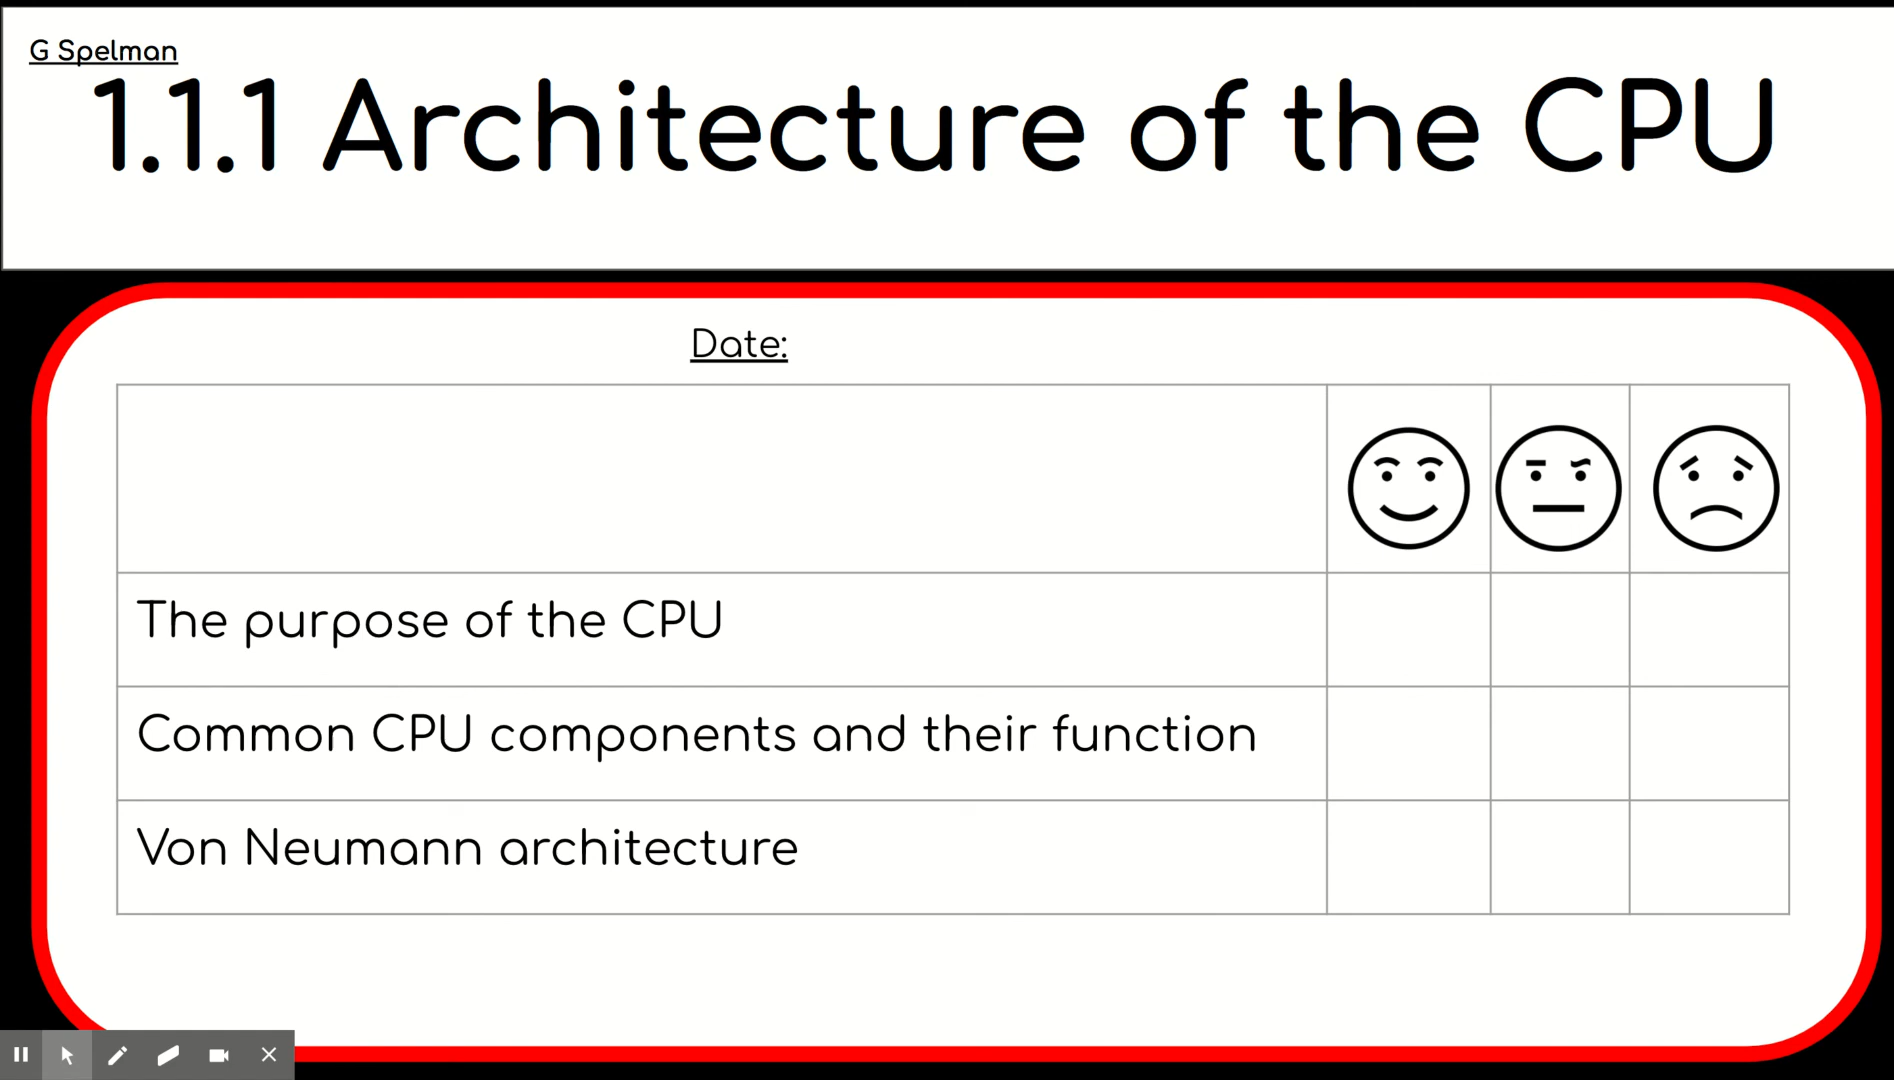 G Spelman
1.1.1 Architecture of the CPU
Date:
The purpose of the CPU
Common CPU components and their function
Von Neumann architecture